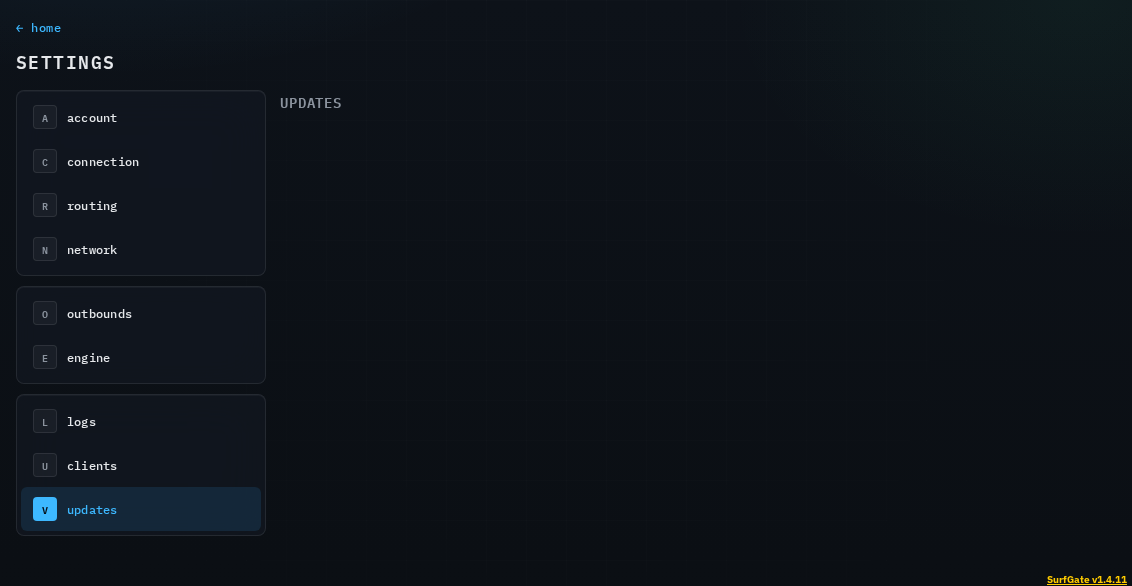 ← home
SETTINGS
A account
C connection
R routing
N network
O outbounds
E engine
L logs
U clients
V updates
UPDATES
SurfGate v1.4.11